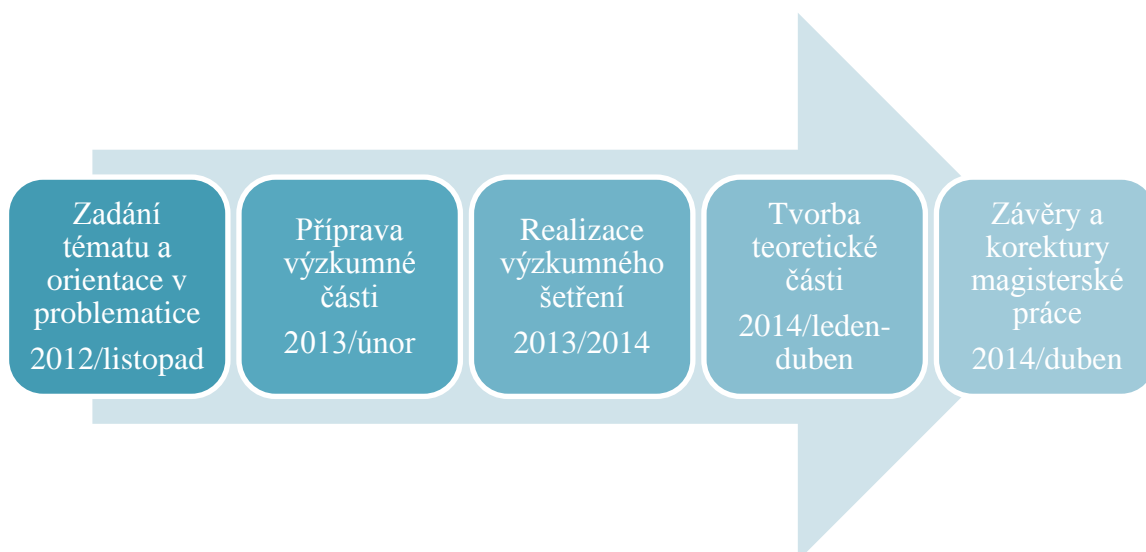 Zadání
tématu a
orientace v
problematice
2012/listopad
Příprava
výzkumné
části
2013/únor
Realizace
výzkumného
šetření
2013/2014
Tvorba
teoretické
části
2014/leden-
duben
Závěry a
korektury
magisterské
práce
2014/duben